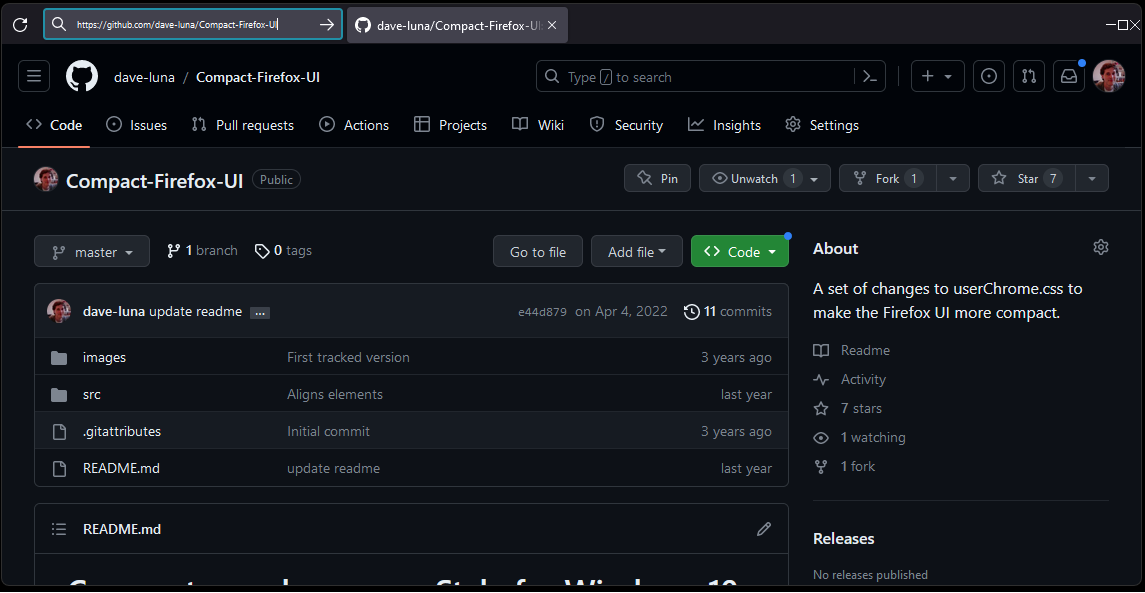 https://github.com/dave-luna/Compact-Firefox-UI
dave-luna/Compact-Firefox-UI
dave-luna / Compact-Firefox-UI
Type / to search
Code Issues Pull requests Actions Projects Wiki Security Insights Settings
Compact-Firefox-UI Public
Pin Unwatch 1 Fork 1 Star 7
master 1 branch 0 tags Go to file Add file Code
About
A set of changes to userChrome.css to
make the Firefox UI more compact.
dave-luna update readme ... e44d879 on Apr 4, 2022 11 commits
images First tracked version 3 years ago
src Aligns elements last year
.gitattributes Initial commit 3 years ago
README.md update readme last year
Readme
Activity
7 stars
1 watching
1 fork
README.md
Releases
No releases published